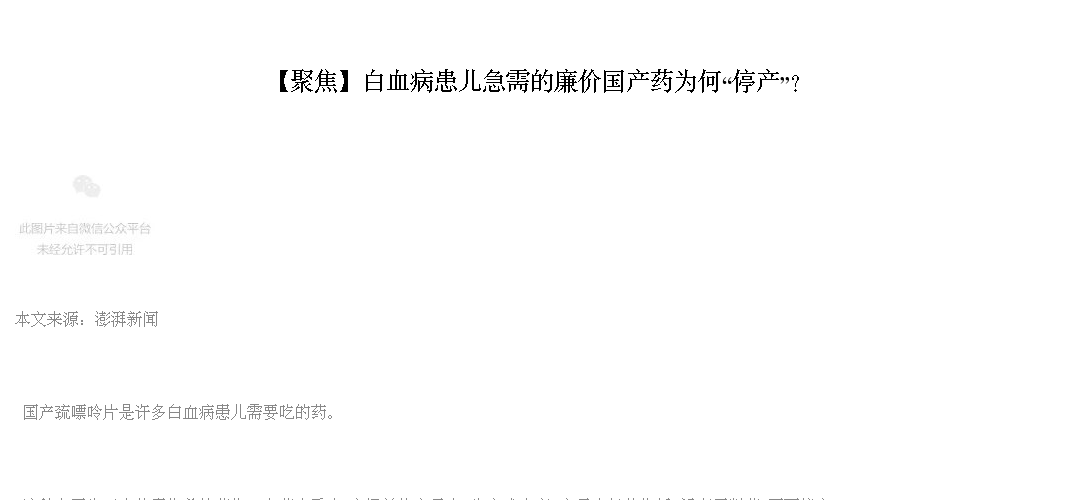 【聚焦】白血病患儿急需的廉价国产药为何“停产”?
此图片来自微信公众平台
未经允许不可引用
本文来源：澎湃新闻
国产巯嘌呤片是许多白血病患儿需要吃的药。